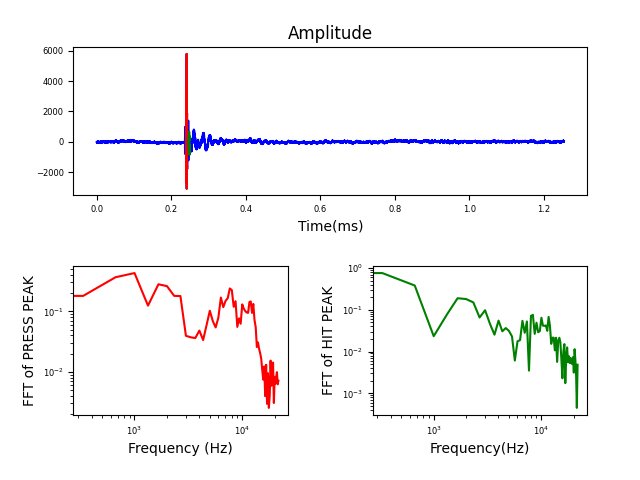 Amplitude
6000
4000
2000
0
−2000
0.0 0.2 0.4 0.6 0.8 1.0 1.2
Time(ms)
FFT of PRESS PEAK
10⁻¹
10⁻²
10³ 10⁴
Frequency (Hz)
FFT of HIT PEAK
10⁰
10⁻¹
10⁻²
10⁻³
10³ 10⁴
Frequency(Hz)